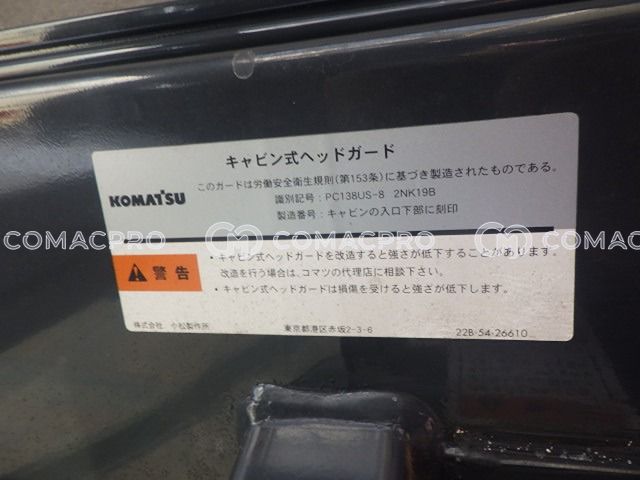 キャビン式ヘッドガード
KOMATSU
このガードは労働安全衛生規則(第153条)に基づき製造されたものである。
識別記号:PC138US-8 2NK19B
製造番号:キャビンの入口下部に刻印
COMACPRO COMACPRO COMACPRO
警告
・キャビン式ヘッドガードを改造すると強さが低下することがあります。
改造を行う場合は、コマツの代理店に相談下さい。
・キャビン式ヘッドガードは損傷を受けると強さが低下します。
株式会社 小松製作所 東京都港区赤坂2-3-6 22B-54-26610